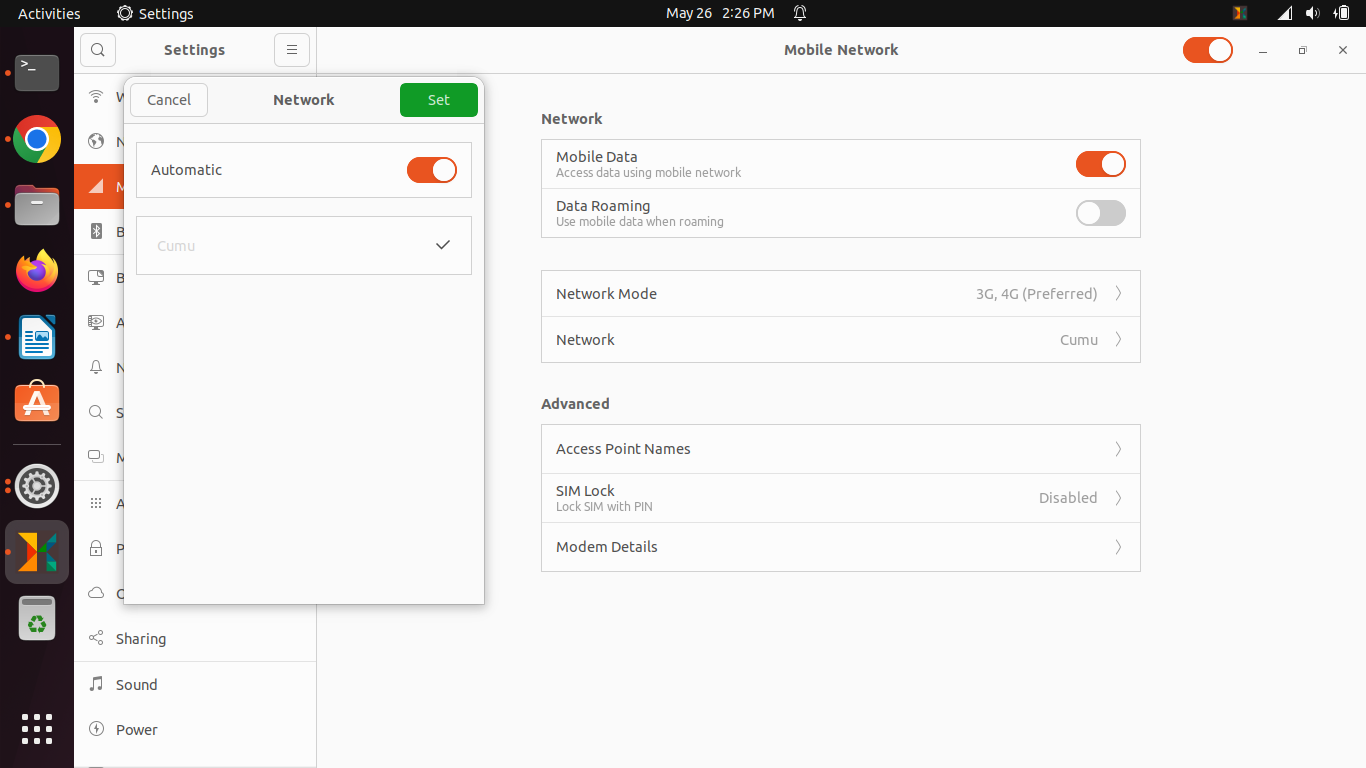 Activities Settings May 26 2:26 PM
Settings Mobile Network
Cancel Network Set
Automatic
Cumu
Network
Mobile Data
Access data using mobile network
Data Roaming
Use mobile data when roaming
Network Mode 3G, 4G (Preferred)
Network Cumu
Advanced
Access Point Names
SIM Lock
Lock SIM with PIN
Disabled
Modem Details
Sharing
Sound
Power